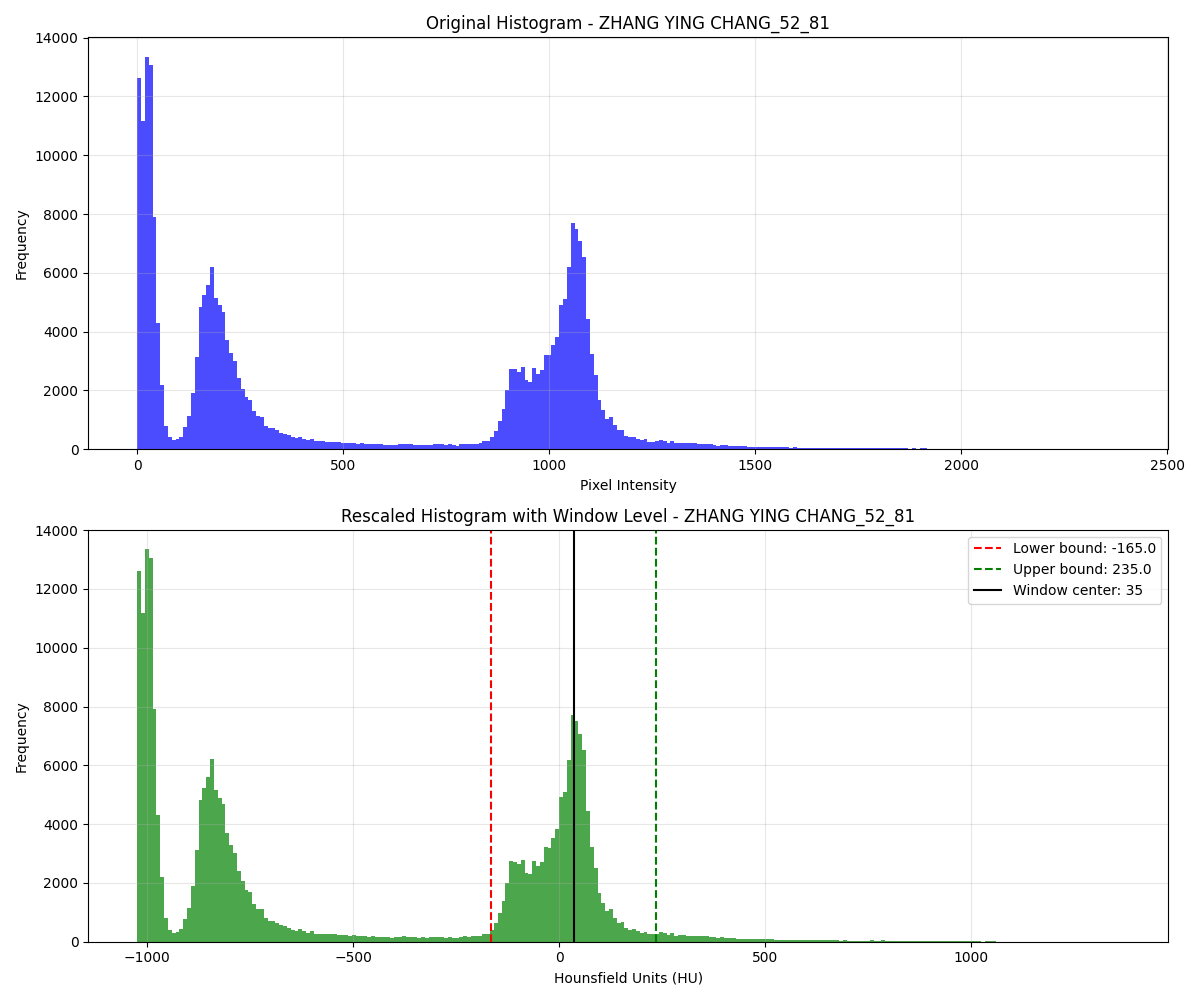 Original Histogram - ZHANG YING CHANG_52_81
14000
12000
10000
8000
6000
4000
2000
0
Frequency
0 500 1000 1500 2000 2500
Pixel Intensity
Rescaled Histogram with Window Level - ZHANG YING CHANG_52_81
14000
12000
10000
8000
6000
4000
2000
0
Frequency
Lower bound: -165.0
Upper bound: 235.0
Window center: 35
−1000 −500 0 500 1000
Hounsfield Units (HU)